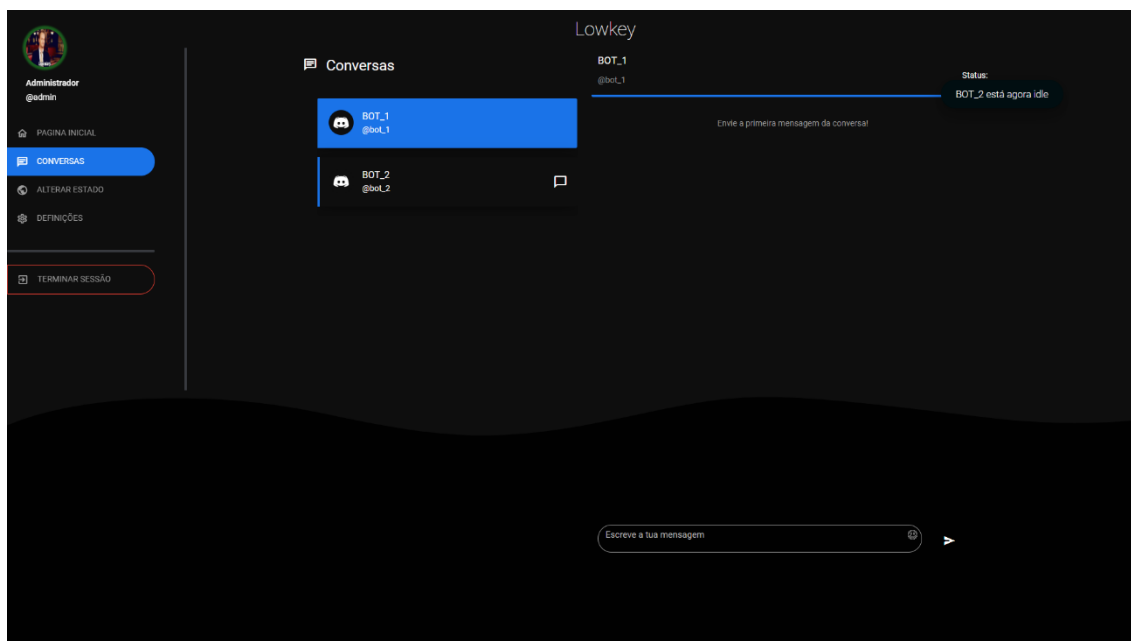 Lowkey
Administrador
@admin
PAGINA INICIAL
CONVERSAS
ALTERAR ESTADO
DEFINIÇÕES
TERMINAR SESSÃO
Conversas
BOT_1
@bot_1
BOT_2
@bot_2
BOT_1
@bot_1
Status:
BOT_2 está agora idle
Envie a primeira mensagem da conversa!
Escreve a tua mensagem